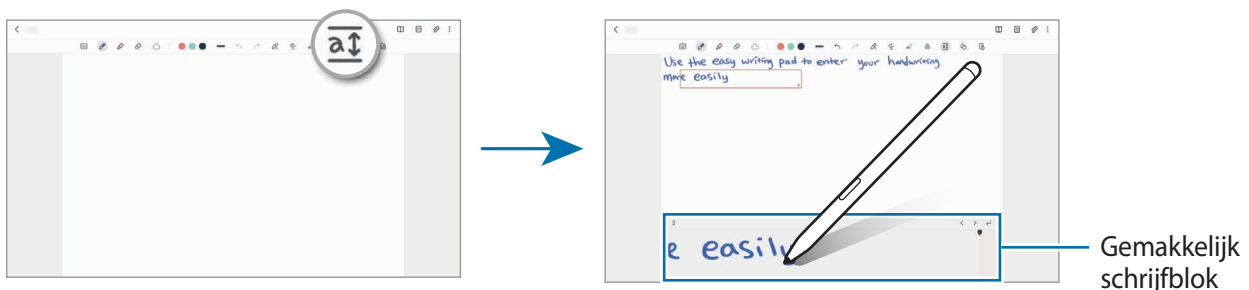 a
Use the easy writing pad to enter your handwriting
more easily
e easily
Gemakkelijk
schrijfblok